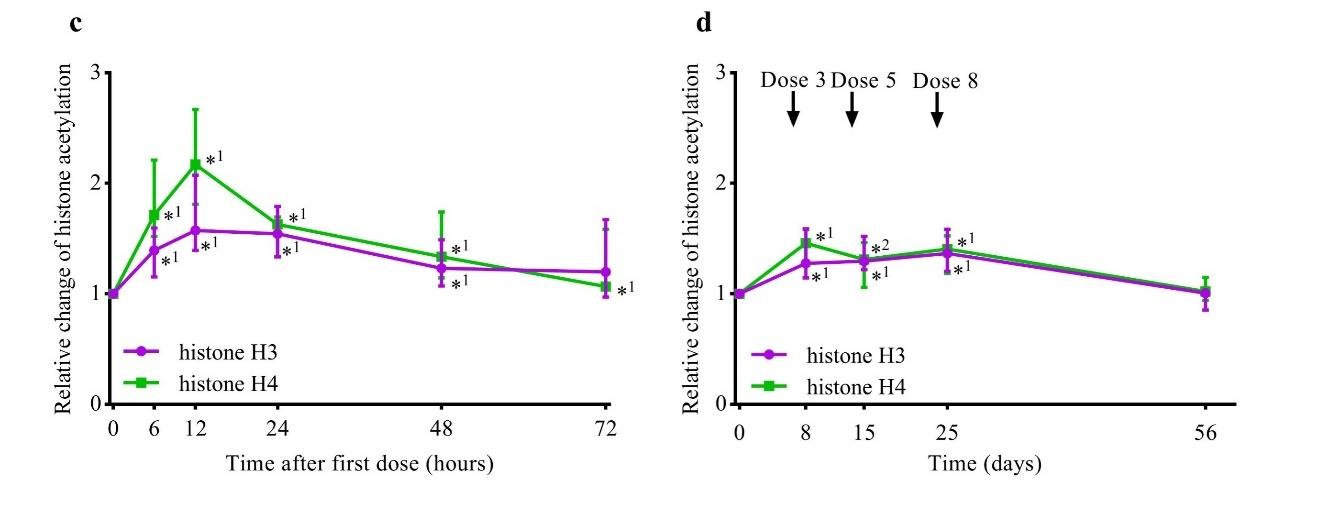 c
Relative change of histone acetylation
3
2
1
0
*1
*1
*1
*1
*1
*1
*1
*1
*1
histone H3
histone H4
0 6 12 24 48 72
Time after first dose (hours)
d
Relative change of histone acetylation
3
2
1
0
Dose 3 Dose 5 Dose 8
*1
*1
*2
*1
*1
*1
histone H3
histone H4
0 8 15 25 56
Time (days)